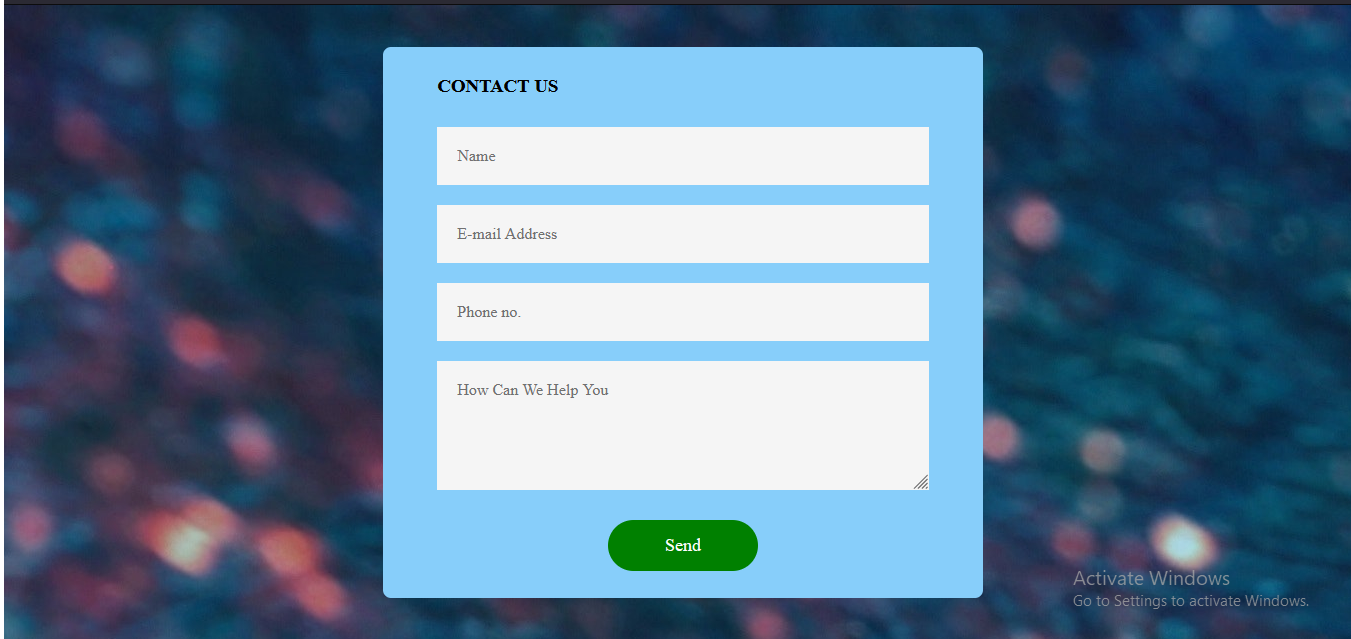 CONTACT US
Name
E-mail Address
Phone no.
How Can We Help You
Send
Activate Windows
Go to Settings to activate Windows.